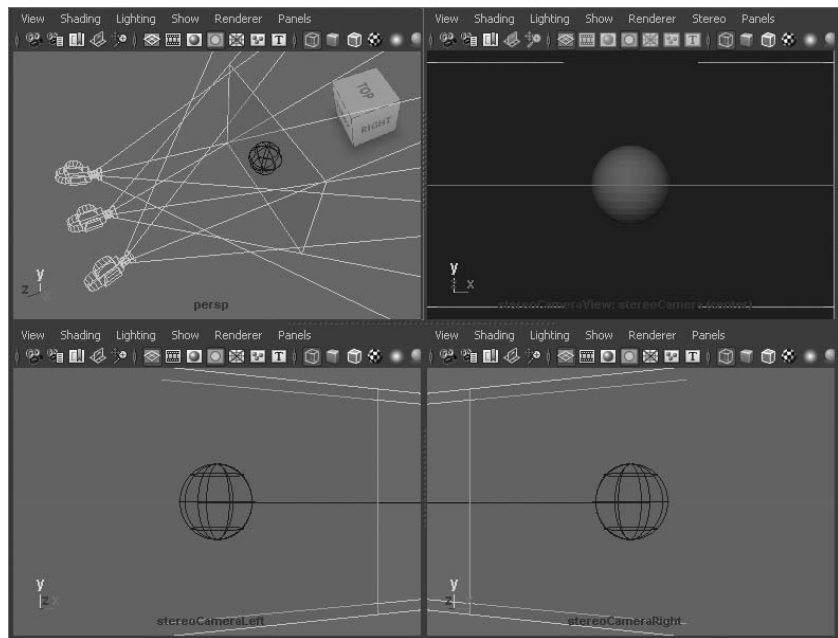 View Shading Lighting Show Renderer Panels
View Shading Lighting Show Renderer Stereo Panels
T
T
TOP
RIGHT
y
z
persp
y
z x
stereoCameraView: stereoCamera (center)
View Shading Lighting Show Renderer Panels
View Shading Lighting Show Renderer Panels
T
T
y
z x
stereoCameraLeft
y
z
stereoCameraRight